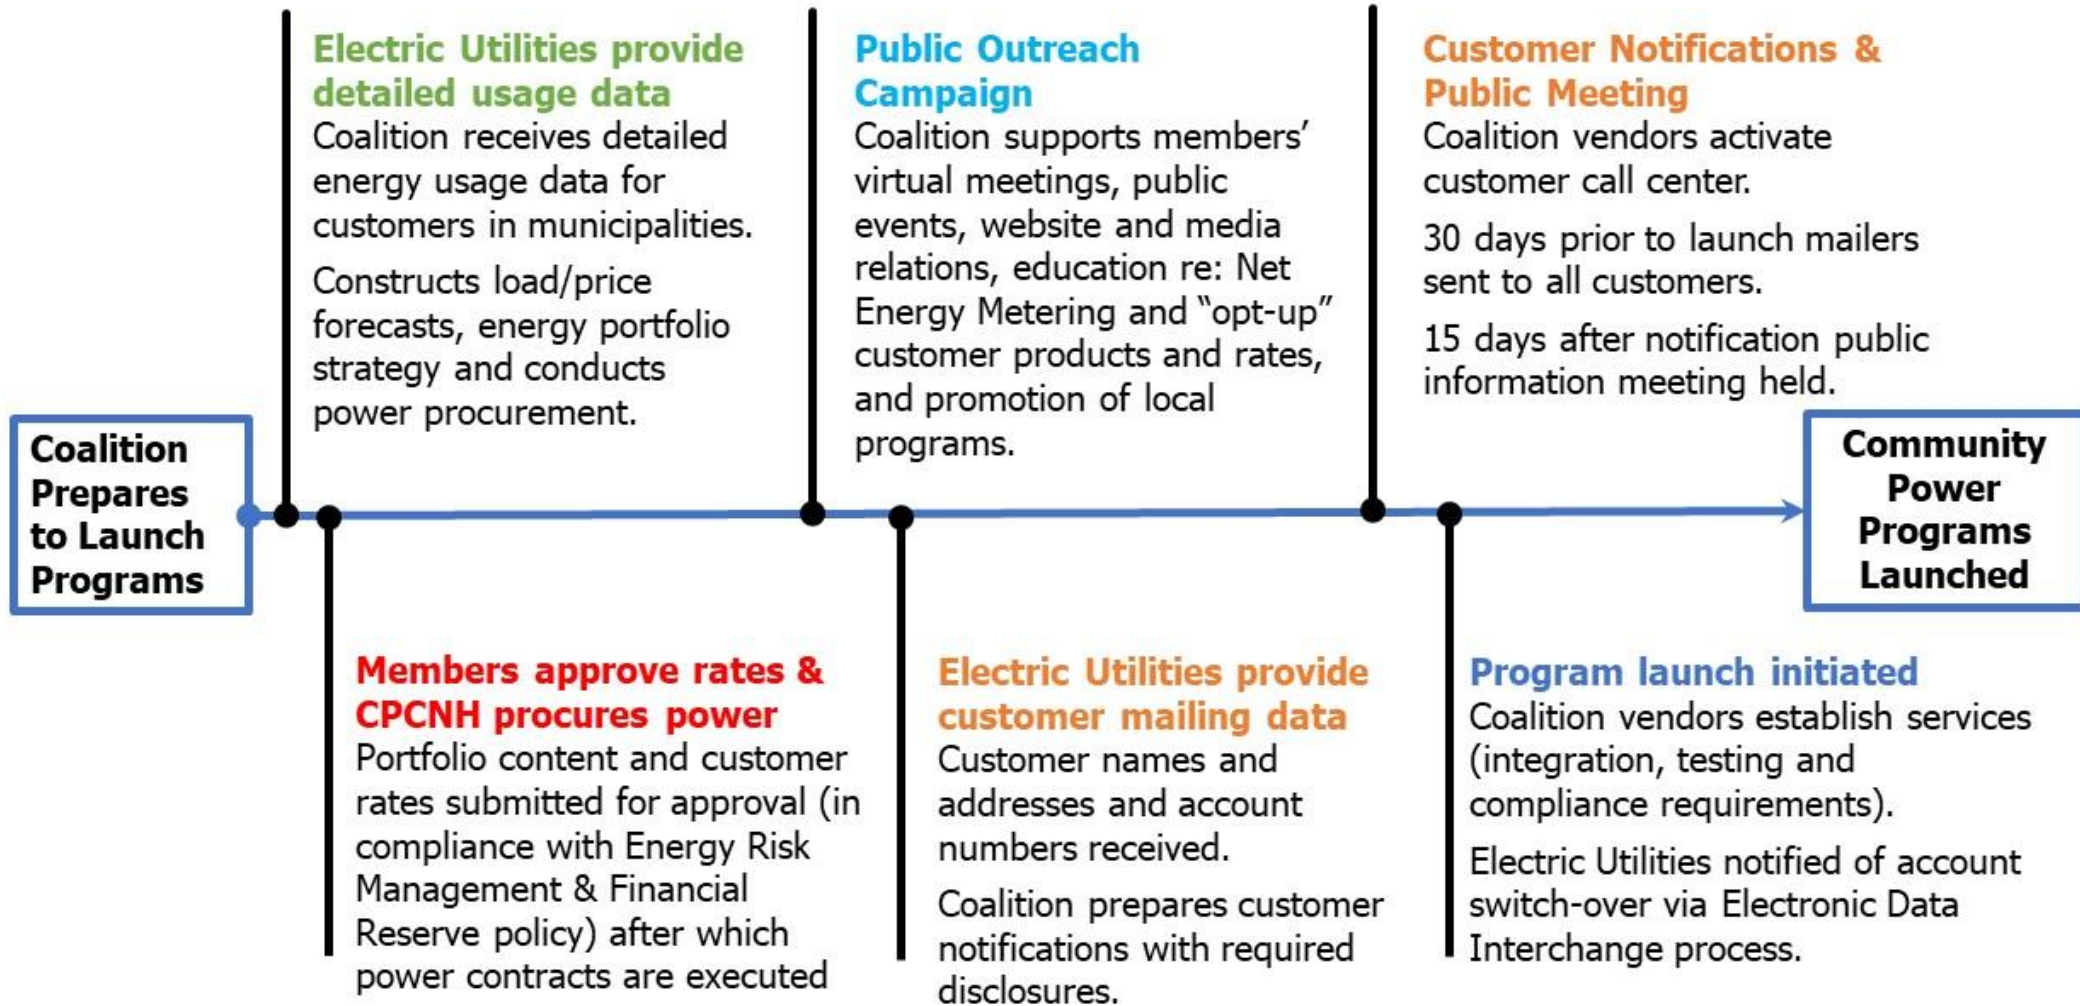 Coalition
Prepares
to Launch
Programs
Electric Utilities provide
detailed usage data
Coalition receives detailed
energy usage data for
customers in municipalities.
Constructs load/price
forecasts, energy portfolio
strategy and conducts
power procurement.
Members approve rates &
CPCNH procures power
Portfolio content and customer
rates submitted for approval (in
compliance with Energy Risk
Management & Financial
Reserve policy) after which
power contracts are executed
Public Outreach
Campaign
Coalition supports members’
virtual meetings, public
events, website and media
relations, education re: Net
Energy Metering and “opt-up”
customer products and rates,
and promotion of local
programs.
Electric Utilities provide
customer mailing data
Customer names and
addresses and account
numbers received.
Coalition prepares customer
notifications with required
disclosures.
Customer Notifications &
Public Meeting
Coalition vendors activate
customer call center.
30 days prior to launch mailers
sent to all customers.
15 days after notification public
information meeting held.
Program launch initiated
Coalition vendors establish services
(integration, testing and
compliance requirements).
Electric Utilities notified of account
switch-over via Electronic Data
Interchange process.
Community
Power
Programs
Launched